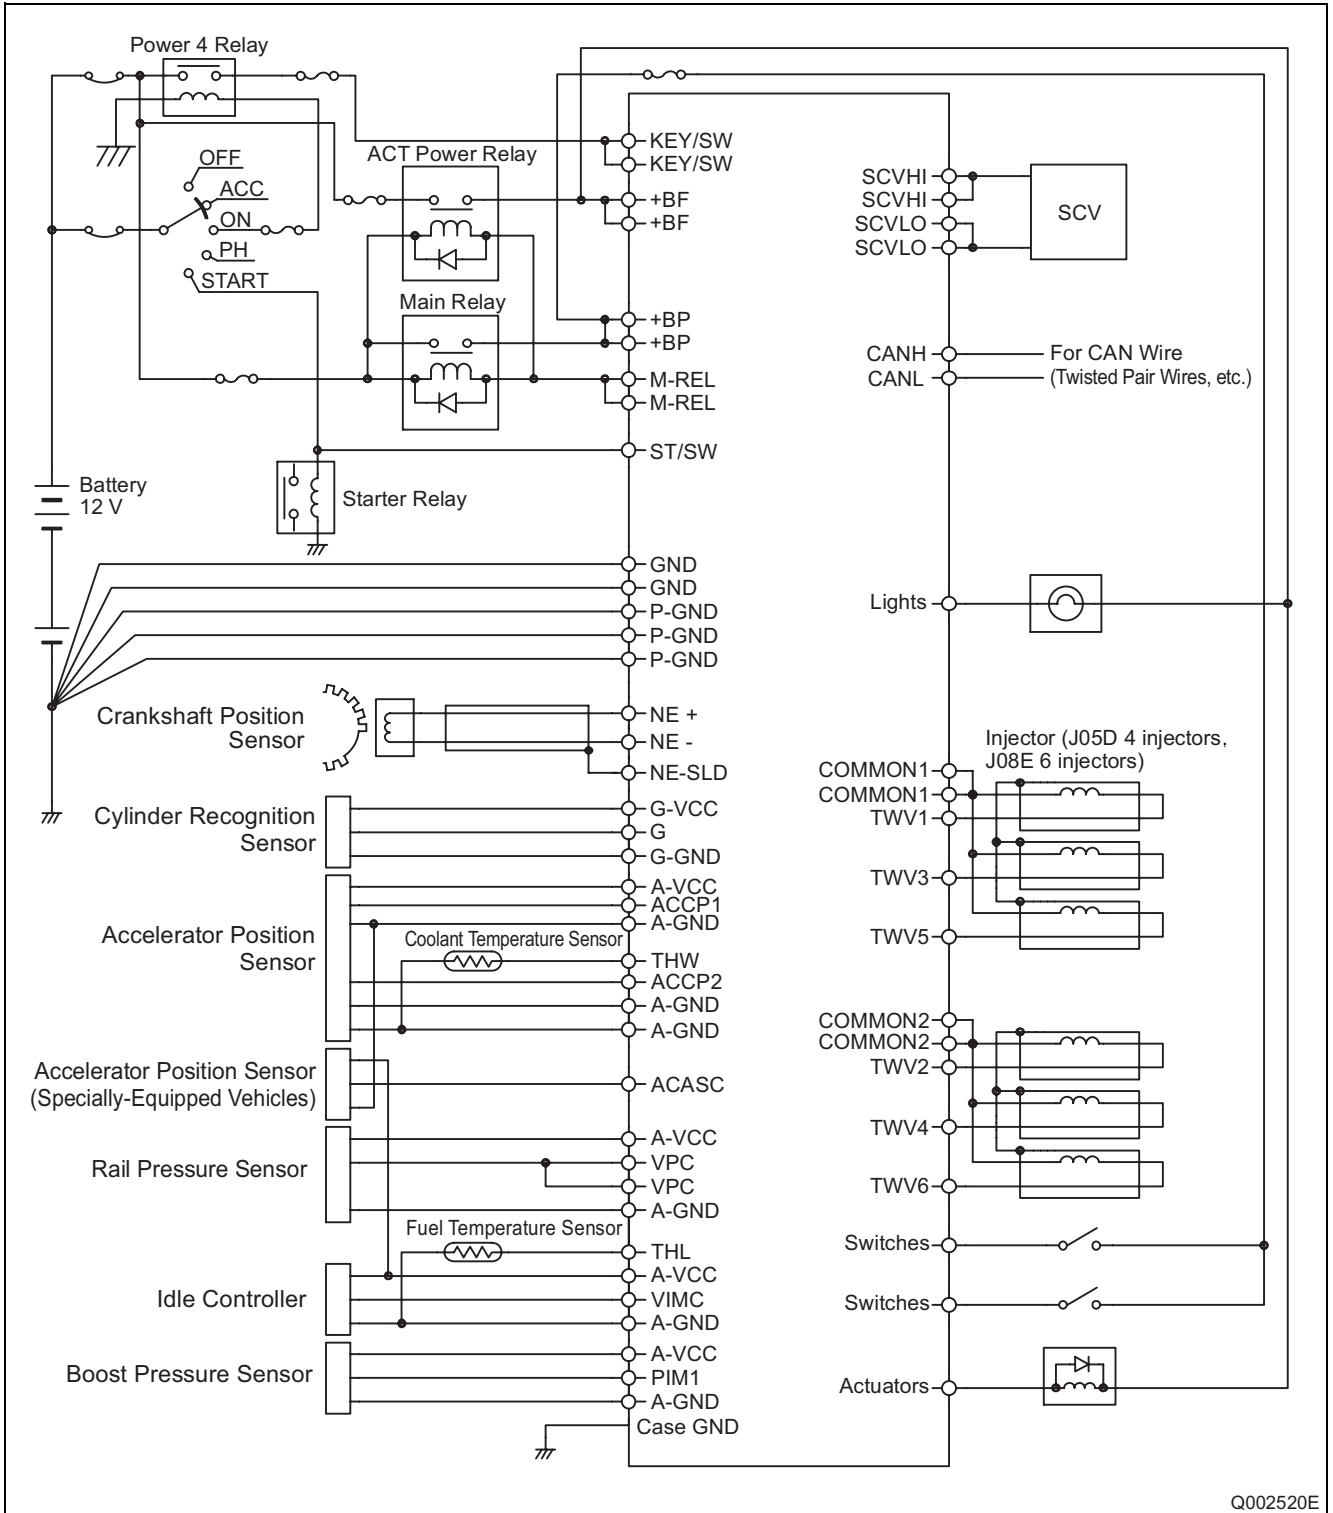 Power 4 Relay
OFF
ACC
ON
PH
START
ACT Power Relay
Main Relay
Battery
12 V
Starter Relay
KEY/SW
KEY/SW
+BF
+BF
+BP
+BP
M-REL
M-REL
ST/SW
GND
GND
P-GND
P-GND
P-GND
Crankshaft Position
Sensor
NE +
NE -
NE-SLD
Cylinder Recognition
Sensor
G-VCC
G
G-GND
Accelerator Position
Sensor
A-VCC
ACCP1
A-GND
Coolant Temperature Sensor
THW
ACCP2
A-GND
A-GND
Accelerator Position Sensor
(Specially-Equipped Vehicles)
ACASC
Rail Pressure Sensor
A-VCC
VPC
VPC
A-GND
Fuel Temperature Sensor
THL
Idle Controller
A-VCC
VIMC
A-GND
Boost Pressure Sensor
A-VCC
PIM1
A-GND
Case GND
SCVHI
SCVHI
SCVLO
SCVLO
SCV
CANH
CANL
For CAN Wire
(Twisted Pair Wires, etc.)
Lights
Injector (J05D 4 injectors,
J08E 6 injectors)
COMMON1
COMMON1
TWV1
TWV3
TWV5
COMMON2
COMMON2
TWV2
TWV4
TWV6
Switches
Switches
Actuators
Q002520E